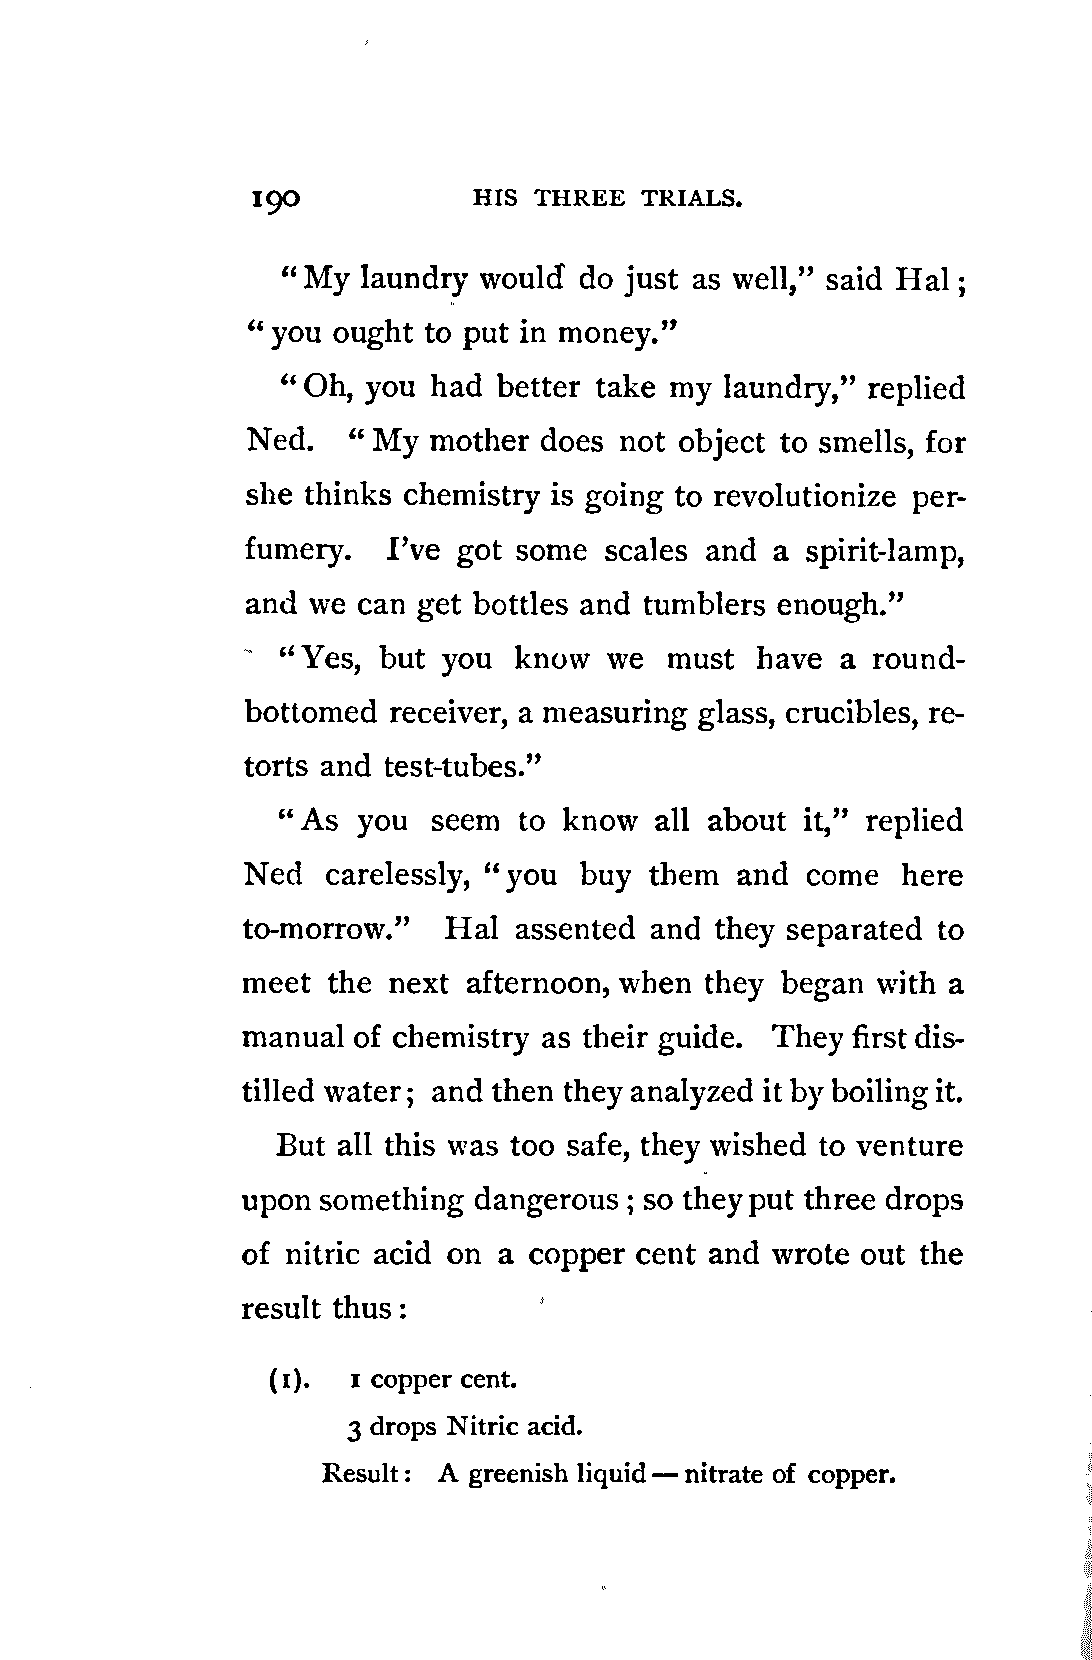 190 HIS THREE TRIALS.
“My laundry would do just as well,” said Hal;
“you ought to put in money.”
“Oh, you had better take my laundry,” replied
Ned. “My mother does not object to smells, for
she thinks chemistry is going to revolutionize per-
fumery. I’ve got some scales and a spirit-lamp,
and we can get bottles and tumblers enough.”
“Yes, but you know we must have a round-
bottomed receiver, a measuring glass, crucibles, re-
torts and test-tubes.”
“As you seem to know all about it,” replied
Ned carelessly, “you buy them and come here
to-morrow.” Hal assented and they separated to
meet the next afternoon, when they began with a
manual of chemistry as their guide. They first dis-
tilled water; and then they analyzed it by boiling it.
But all this was too safe, they wished to venture
upon something dangerous; so they put three drops
of nitric acid on a copper cent and wrote out the
result thus:
(1). 1 copper cent.
3 drops Nitric acid.
Result: A greenish liquid — nitrate of copper.